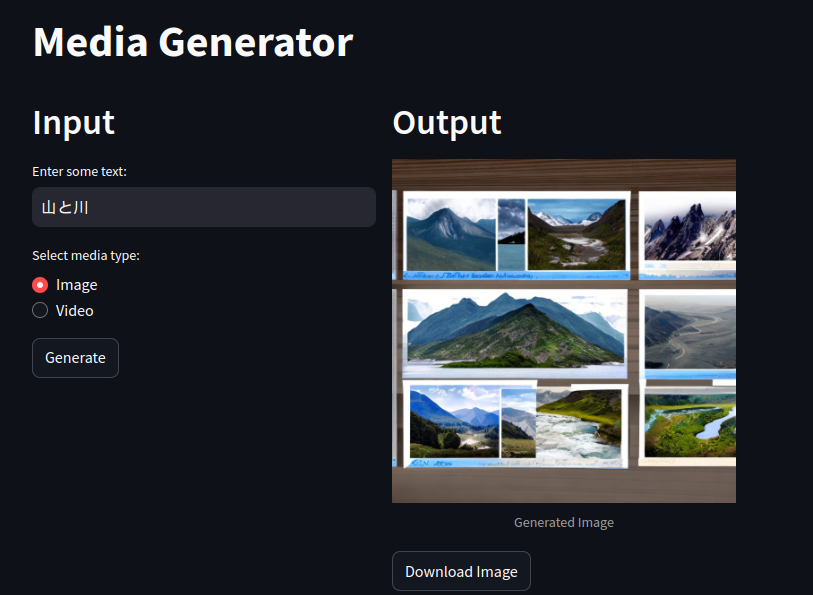 Media Generator
Input
Enter some text:
山と川
Select media type:
Image
Video
Generate
Output
Generated Image
Download Image